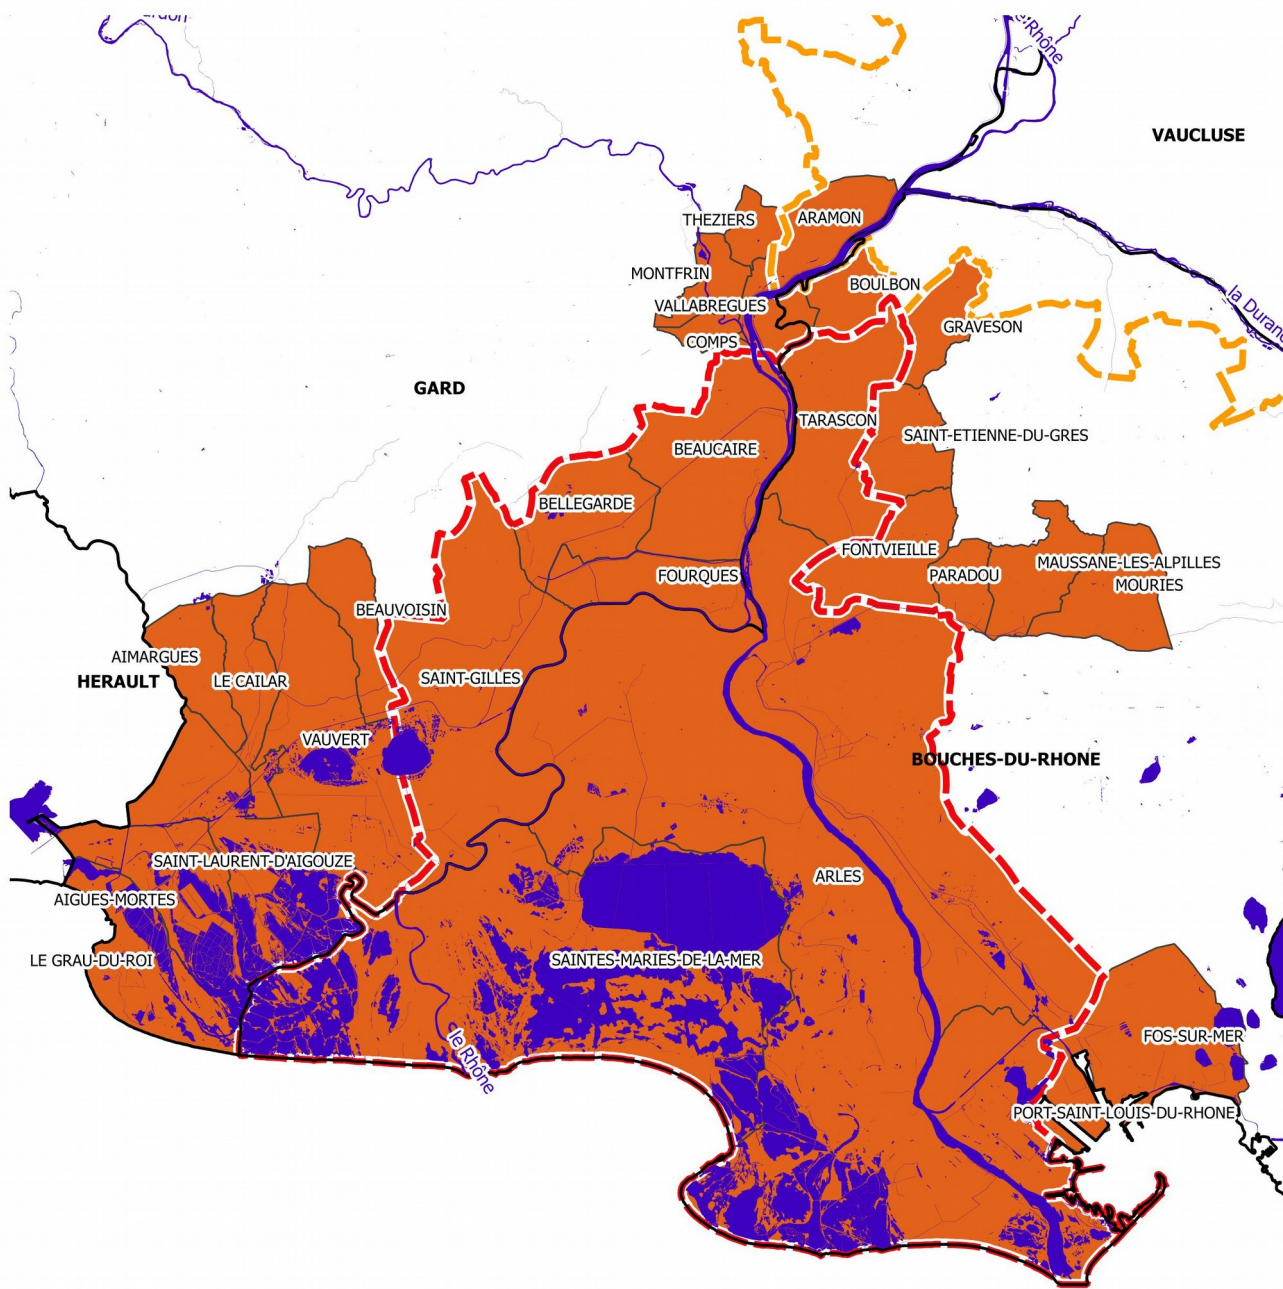 le Rhône
VAUCLUSE
THEZIERS
ARAMON
MONTFRIN
BOULBON
la Duranc
VALLABREGUES
GRAVESON
COMPS
GARD
TARASCON
SAINT-ETIENNE-DU-GRES
BEAUCAIRE
BELLEGARDE
FONTVIEILLE
MAUSSANE-LES-ALPILLES
FOURQUES
PARADOU
MOURIES
BEAUVOISIN
AIMARGUES
HERAULT
LE CAILAR
SAINT-GILLES
VAUVERT
BOUCHES-DU-RHONE
SAINT-LAURENT-D'AIGOUZE
ARLES
AIGUES-MORTES
LE GRAU-DU-ROI
SAINTES-MARIES-DE-LA-MER
FOS-SUR-MER
le Rhône
PORT-SAINT-LOUIS-DU-RHONE